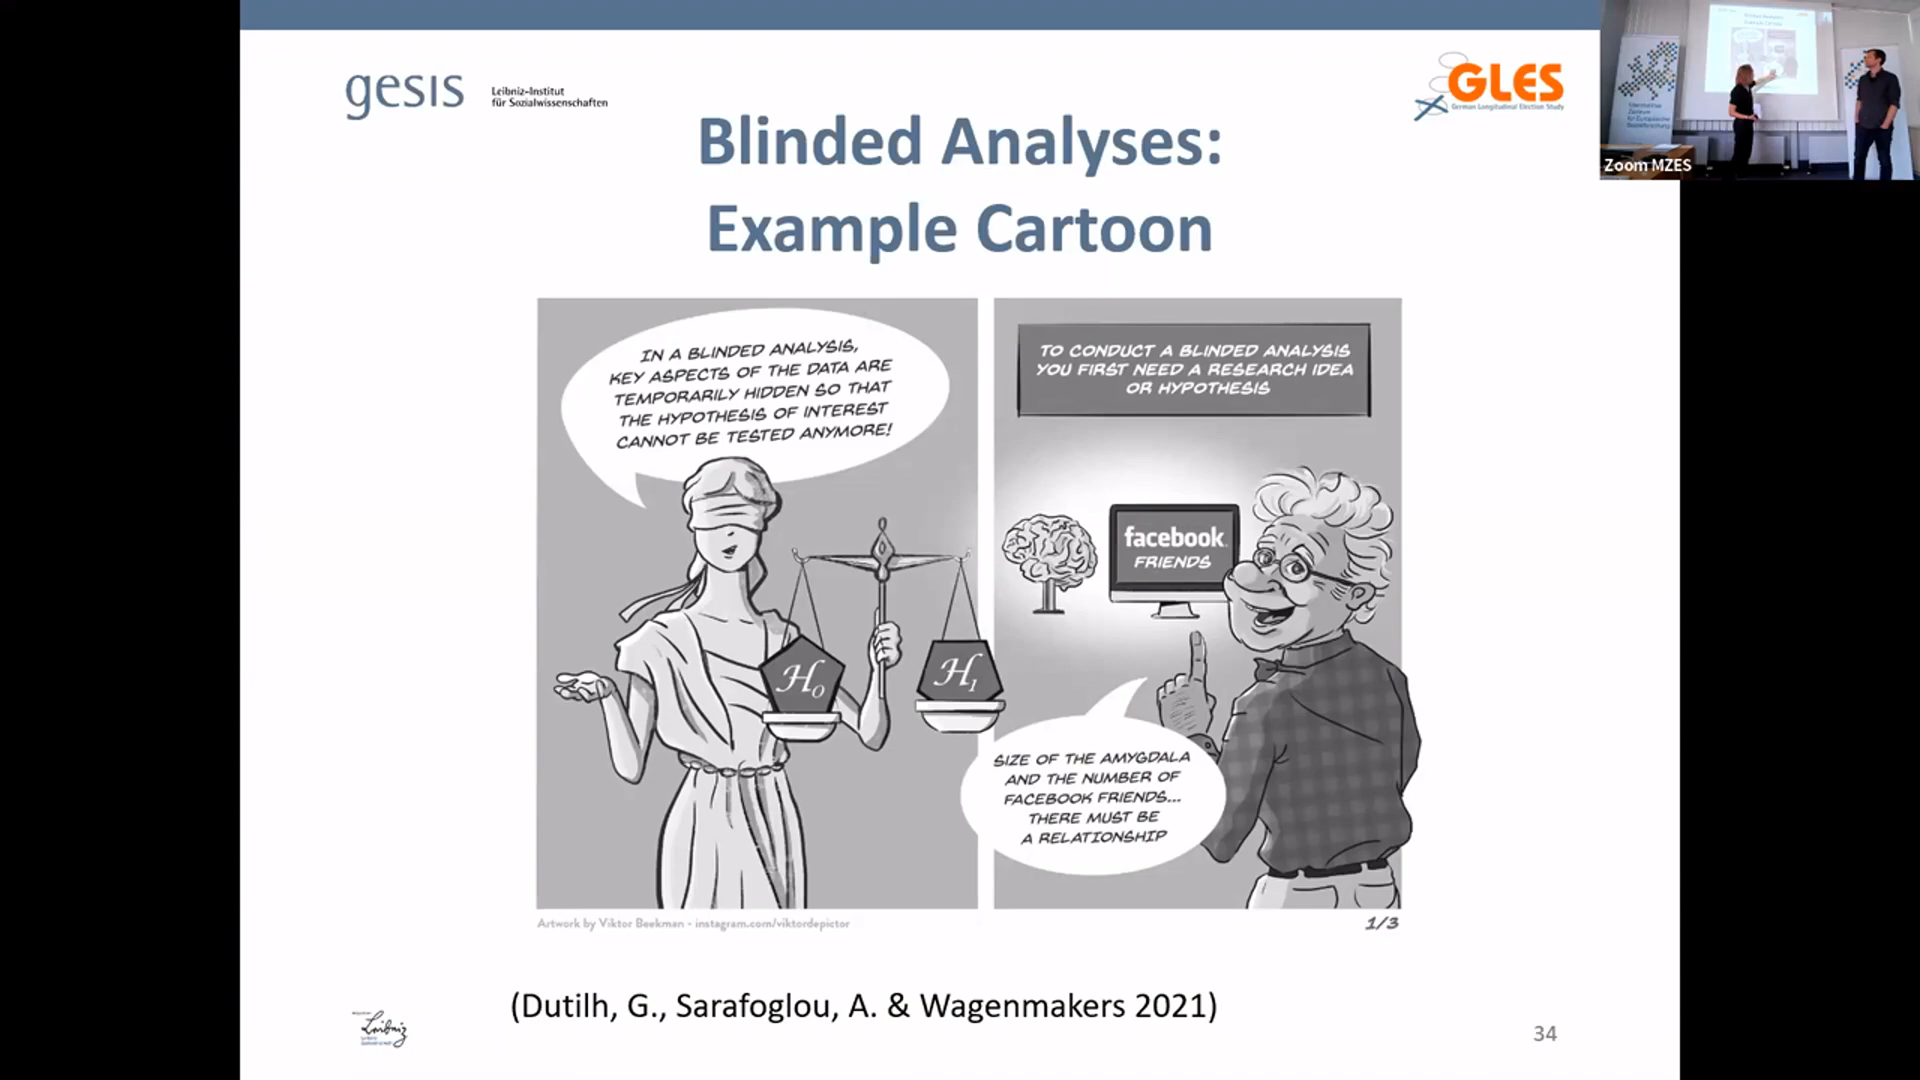 gesis
Leibniz-Institut
für Sozialwissenschaften
GLES
German Longitudinal Election Study
Blinded Analyses:
Example Cartoon
IN A BLINDED ANALYSIS,
KEY ASPECTS OF THE DATA ARE
TEMPORARILY HIDDEN SO THAT
THE HYPOTHESIS OF INTEREST
CANNOT BE TESTED ANYMORE!
H0
H1
TO CONDUCT A BLINDED ANALYSIS
YOU FIRST NEED A RESEARCH IDEA
OR HYPOTHESIS
facebook
FRIENDS
SIZE OF THE AMYGDALA
AND THE NUMBER OF
FACEBOOK FRIENDS...
THERE MUST BE
A RELATIONSHIP
Artwork by Viktor Beekman - instagram.com/viktordepictor
1/3
(Dutilh, G., Sarafoglou, A. & Wagenmakers 2021)
Leibniz
34
Zoom MZES